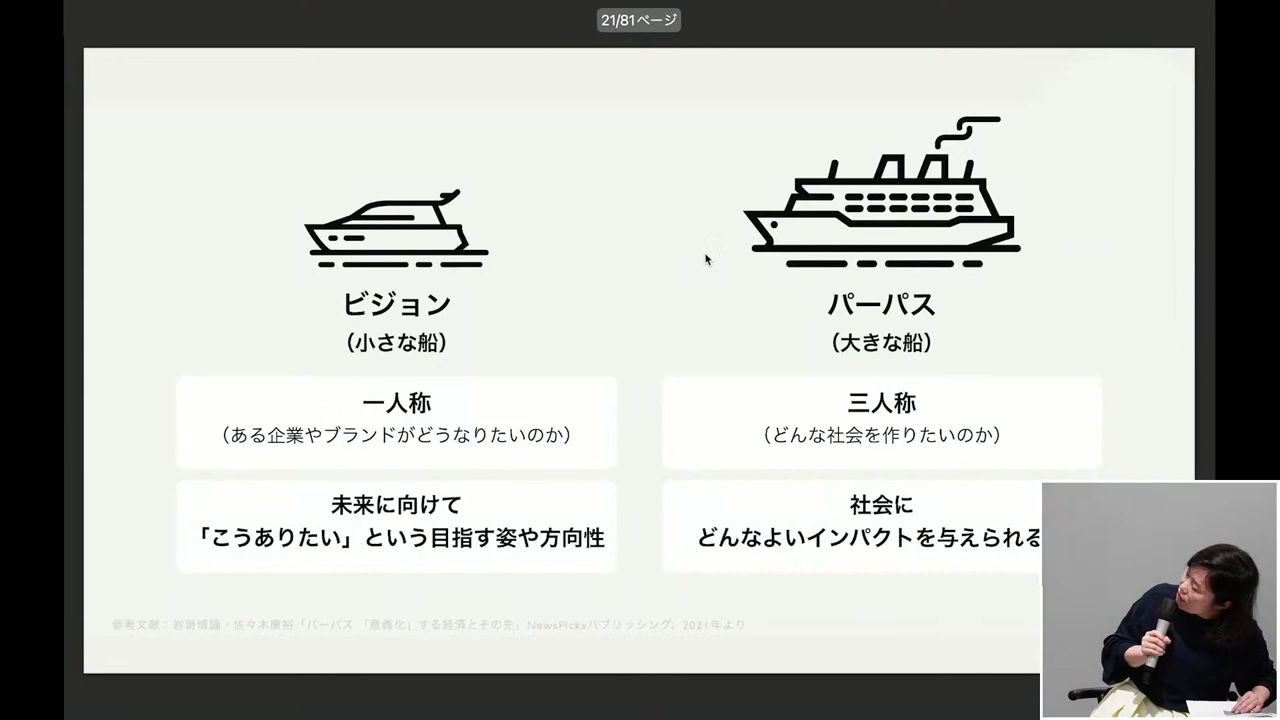 21/81ページ
ビジョン
（小さな船）
一人称
（ある企業やブランドがどうなりたいのか）
未来に向けて
「こうありたい」という目指す姿や方向性
パーパス
（大きな船）
三人称
（どんな社会を作りたいのか）
社会に
どんなよいインパクトを与えられる
参考文献：岩嵜博論・佐々木康裕「パーパス 「意義化」する経済とその先」NewsPicksパブリッシング、2021年より